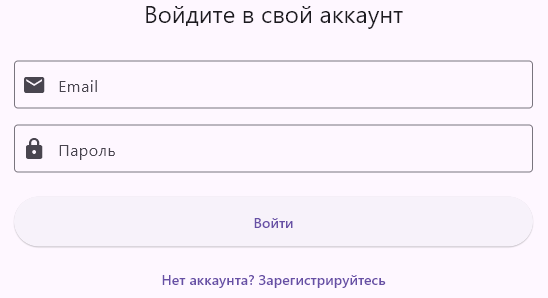 Войдите в свой аккаунт
Email
Пароль
Войти
Нет аккаунта? Зарегистрируйтесь